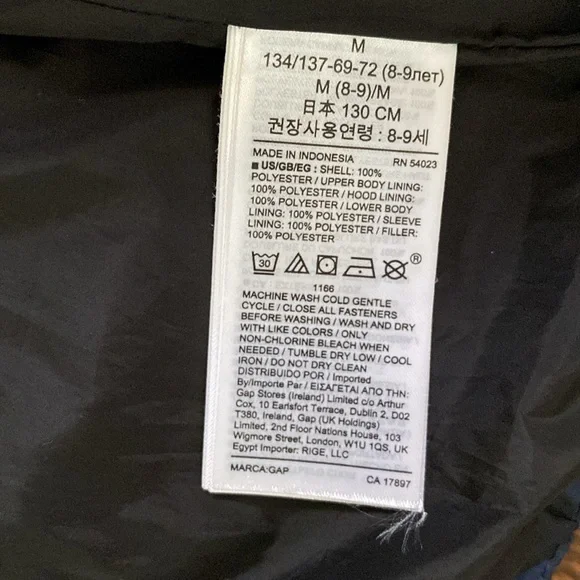 M
134/137-69-72 (8-9лет)
M (8-9)/M
日本 130 CM
권장사용연령 : 8-9세
MADE IN INDONESIA RN 54023
US/GB/EG : SHELL: 100%
POLYESTER / UPPER BODY LINING:
100% POLYESTER / HOOD LINING:
100% POLYESTER / LOWER BODY
LINING: 100% POLYESTER / SLEEVE
LINING: 100% POLYESTER / FILLER:
100% POLYESTER
30 ®
1166
MACHINE WASH COLD GENTLE
CYCLE / CLOSE ALL FASTENERS
BEFORE WASHING / WASH AND DRY
WITH LIKE COLORS / ONLY
NON-CHLORINE BLEACH WHEN
NEEDED / TUMBLE DRY LOW / COOL
IRON / DO NOT DRY CLEAN
DISTRIBUIDO POR / Imported
By/Importe Par / ΕΙΣΑΓΕΤΑΙ ΑΠΟ ΤΗΝ:
Gap Stores (Ireland) Limited c/o Arthur
Cox, 10 Earlsfort Terrace, Dublin 2, D02
T380, Ireland, Gap (UK Holdings)
Limited, 2nd Floor Nations House, 103
Wigmore Street, London, W1U 1QS, UK
Egypt Importer: RIGE, LLC
MARCA:GAP CA 17897